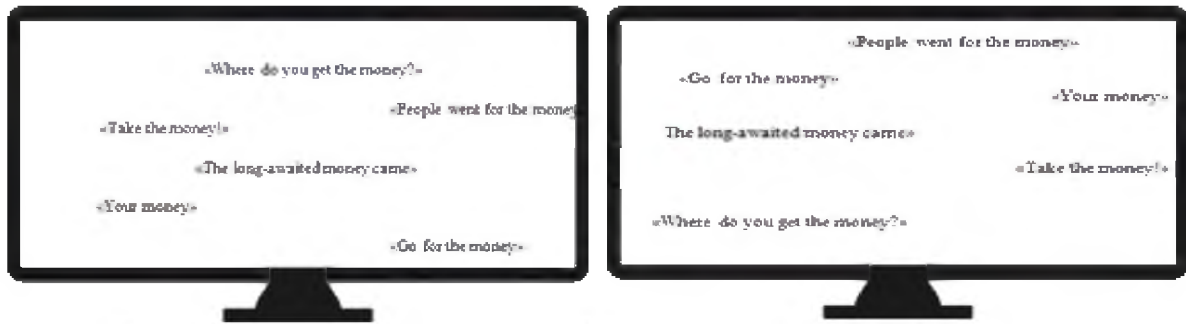 «Where do you get the money?»
«People went for the money
«Take the money!»
«The long-awaited money came»
«Your money»
«Go for the money»
«People went for the money»
«Go for the money»
«Your money»
The long-awaited money came»
«Take the money!»
«Where do you get the money?»